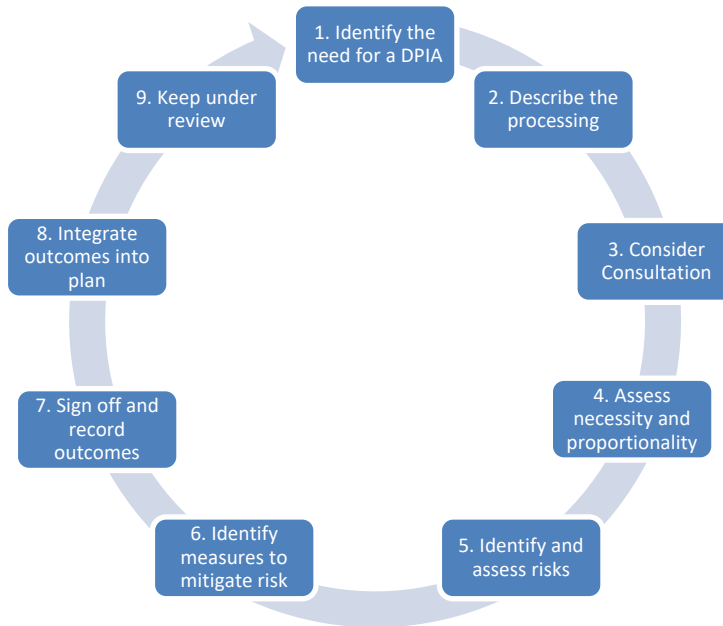 1. Identify the
need for a DPIA
2. Describe the
processing
3. Consider
Consultation
4. Assess
necessity and
proportionality
5. Identify and
assess risks
6. Identify
measures to
mitigate risk
7. Sign off and
record
outcomes
8. Integrate
outcomes into
plan
9. Keep under
review